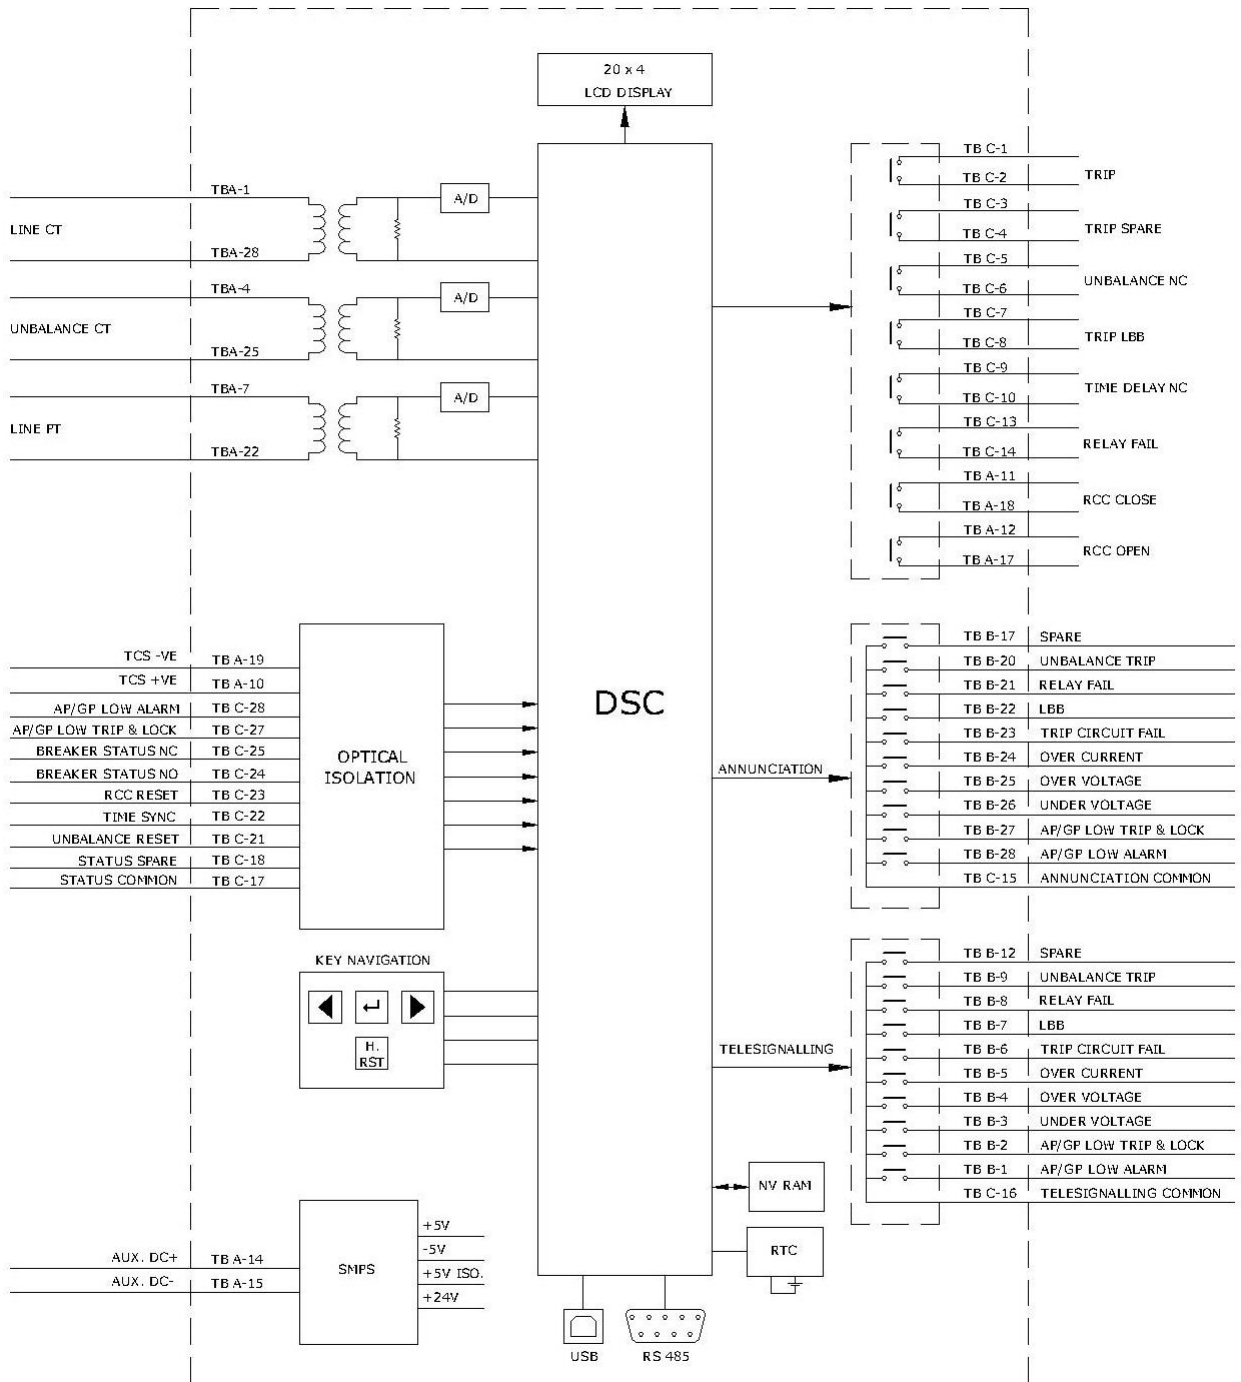 20 x 4
LCD DISPLAY
TBA-1
LINE CT
TBA-28
A/D
TBA-4
UNBALANCE CT
TBA-25
A/D
TBA-7
LINE PT
TBA-22
A/D
DSC
TB C-1
TB C-2
TRIP
TB C-3
TB C-4
TRIP SPARE
TB C-5
TB C-6
UNBALANCE NC
TB C-7
TB C-8
TRIP LBB
TB C-9
TB C-10
TIME DELAY NC
TB C-13
TB C-14
RELAY FAIL
TB A-11
TB A-18
RCC CLOSE
TB A-12
TB A-17
RCC OPEN
TCS -VE TB A-19
TCS +VE TB A-10
AP/GP LOW ALARM TB C-28
AP/GP LOW TRIP & LOCK TB C-27
BREAKER STATUS NC TB C-25
BREAKER STATUS NO TB C-24
RCC RESET TB C-23
TIME SYNC TB C-22
UNBALANCE RESET TB C-21
STATUS SPARE TB C-18
STATUS COMMON TB C-17
OPTICAL
ISOLATION
ANNUNCIATION
TB B-17 SPARE
TB B-20 UNBALANCE TRIP
TB B-21 RELAY FAIL
TB B-22 LBB
TB B-23 TRIP CIRCUIT FAIL
TB B-24 OVER CURRENT
TB B-25 OVER VOLTAGE
TB B-26 UNDER VOLTAGE
TB B-27 AP/GP LOW TRIP & LOCK
TB B-28 AP/GP LOW ALARM
TB C-15 ANNUNCIATION COMMON
KEY NAVIGATION
H.
RST
TELESIGNALLING
TB B-12 SPARE
TB B-9 UNBALANCE TRIP
TB B-8 RELAY FAIL
TB B-7 LBB
TB B-6 TRIP CIRCUIT FAIL
TB B-5 OVER CURRENT
TB B-4 OVER VOLTAGE
TB B-3 UNDER VOLTAGE
TB B-2 AP/GP LOW TRIP & LOCK
TB B-1 AP/GP LOW ALARM
TB C-16 TELESIGNALLING COMMON
NV RAM
RTC
AUX. DC+ TB A-14
AUX. DC- TB A-15
SMPS
+5V
-5V
+5V ISO.
+24V
USB
RS 485